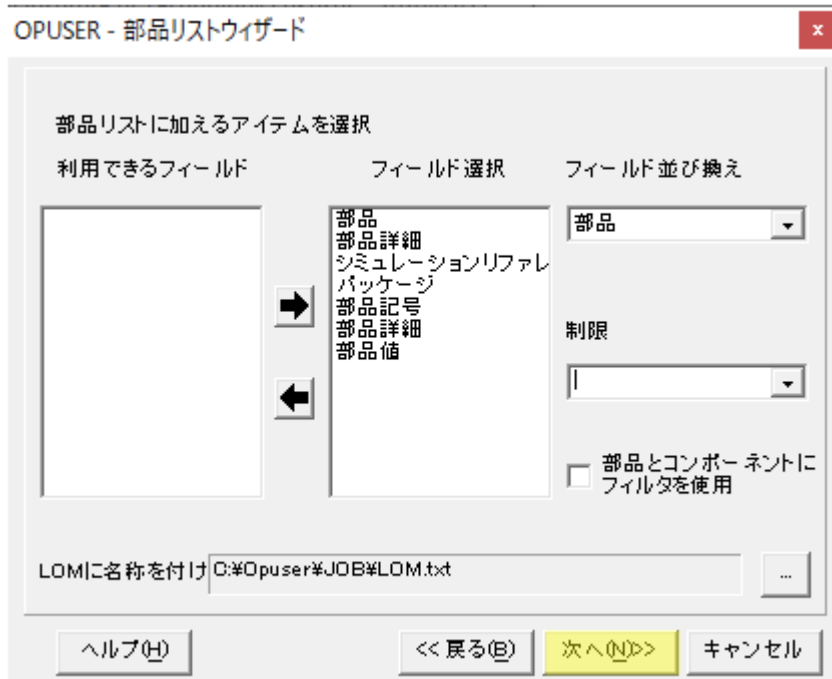 OPUSER - 部品リストウィザード
x
部品リストに加えるアイテムを選択
利用できるフィールド
フィールド選択
フィールド並び換え
部品
部品詳細
シミュレーションリファレ
パッケージ
部品記号
部品詳細
部品値
部品
制限
部品とコンポーネントに
フィルタを使用
LOMに名称を付け
C:¥Opuser¥JOB¥LOM.txt
...
ヘルプ(H)
<< 戻る(B)
次へ(N)>>
キャンセル